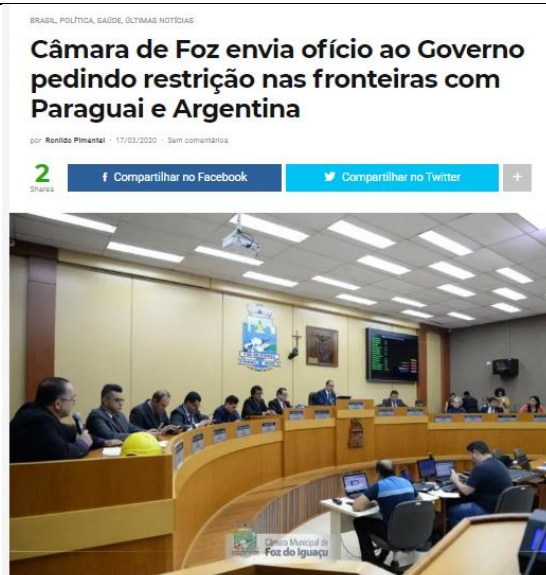 BRASIL, POLÍTICA, SAÚDE, ÚLTIMAS NOTÍCIAS
Câmara de Foz envia ofício ao Governo
pedindo restrição nas fronteiras com
Paraguai e Argentina
por Ronildo Pimentel · 17/03/2020 · Sem comentários
2
Shares
f Compartilhar no Facebook
Compartilhar no Twitter
+
Câmara Municipal de
Foz do Iguaçu